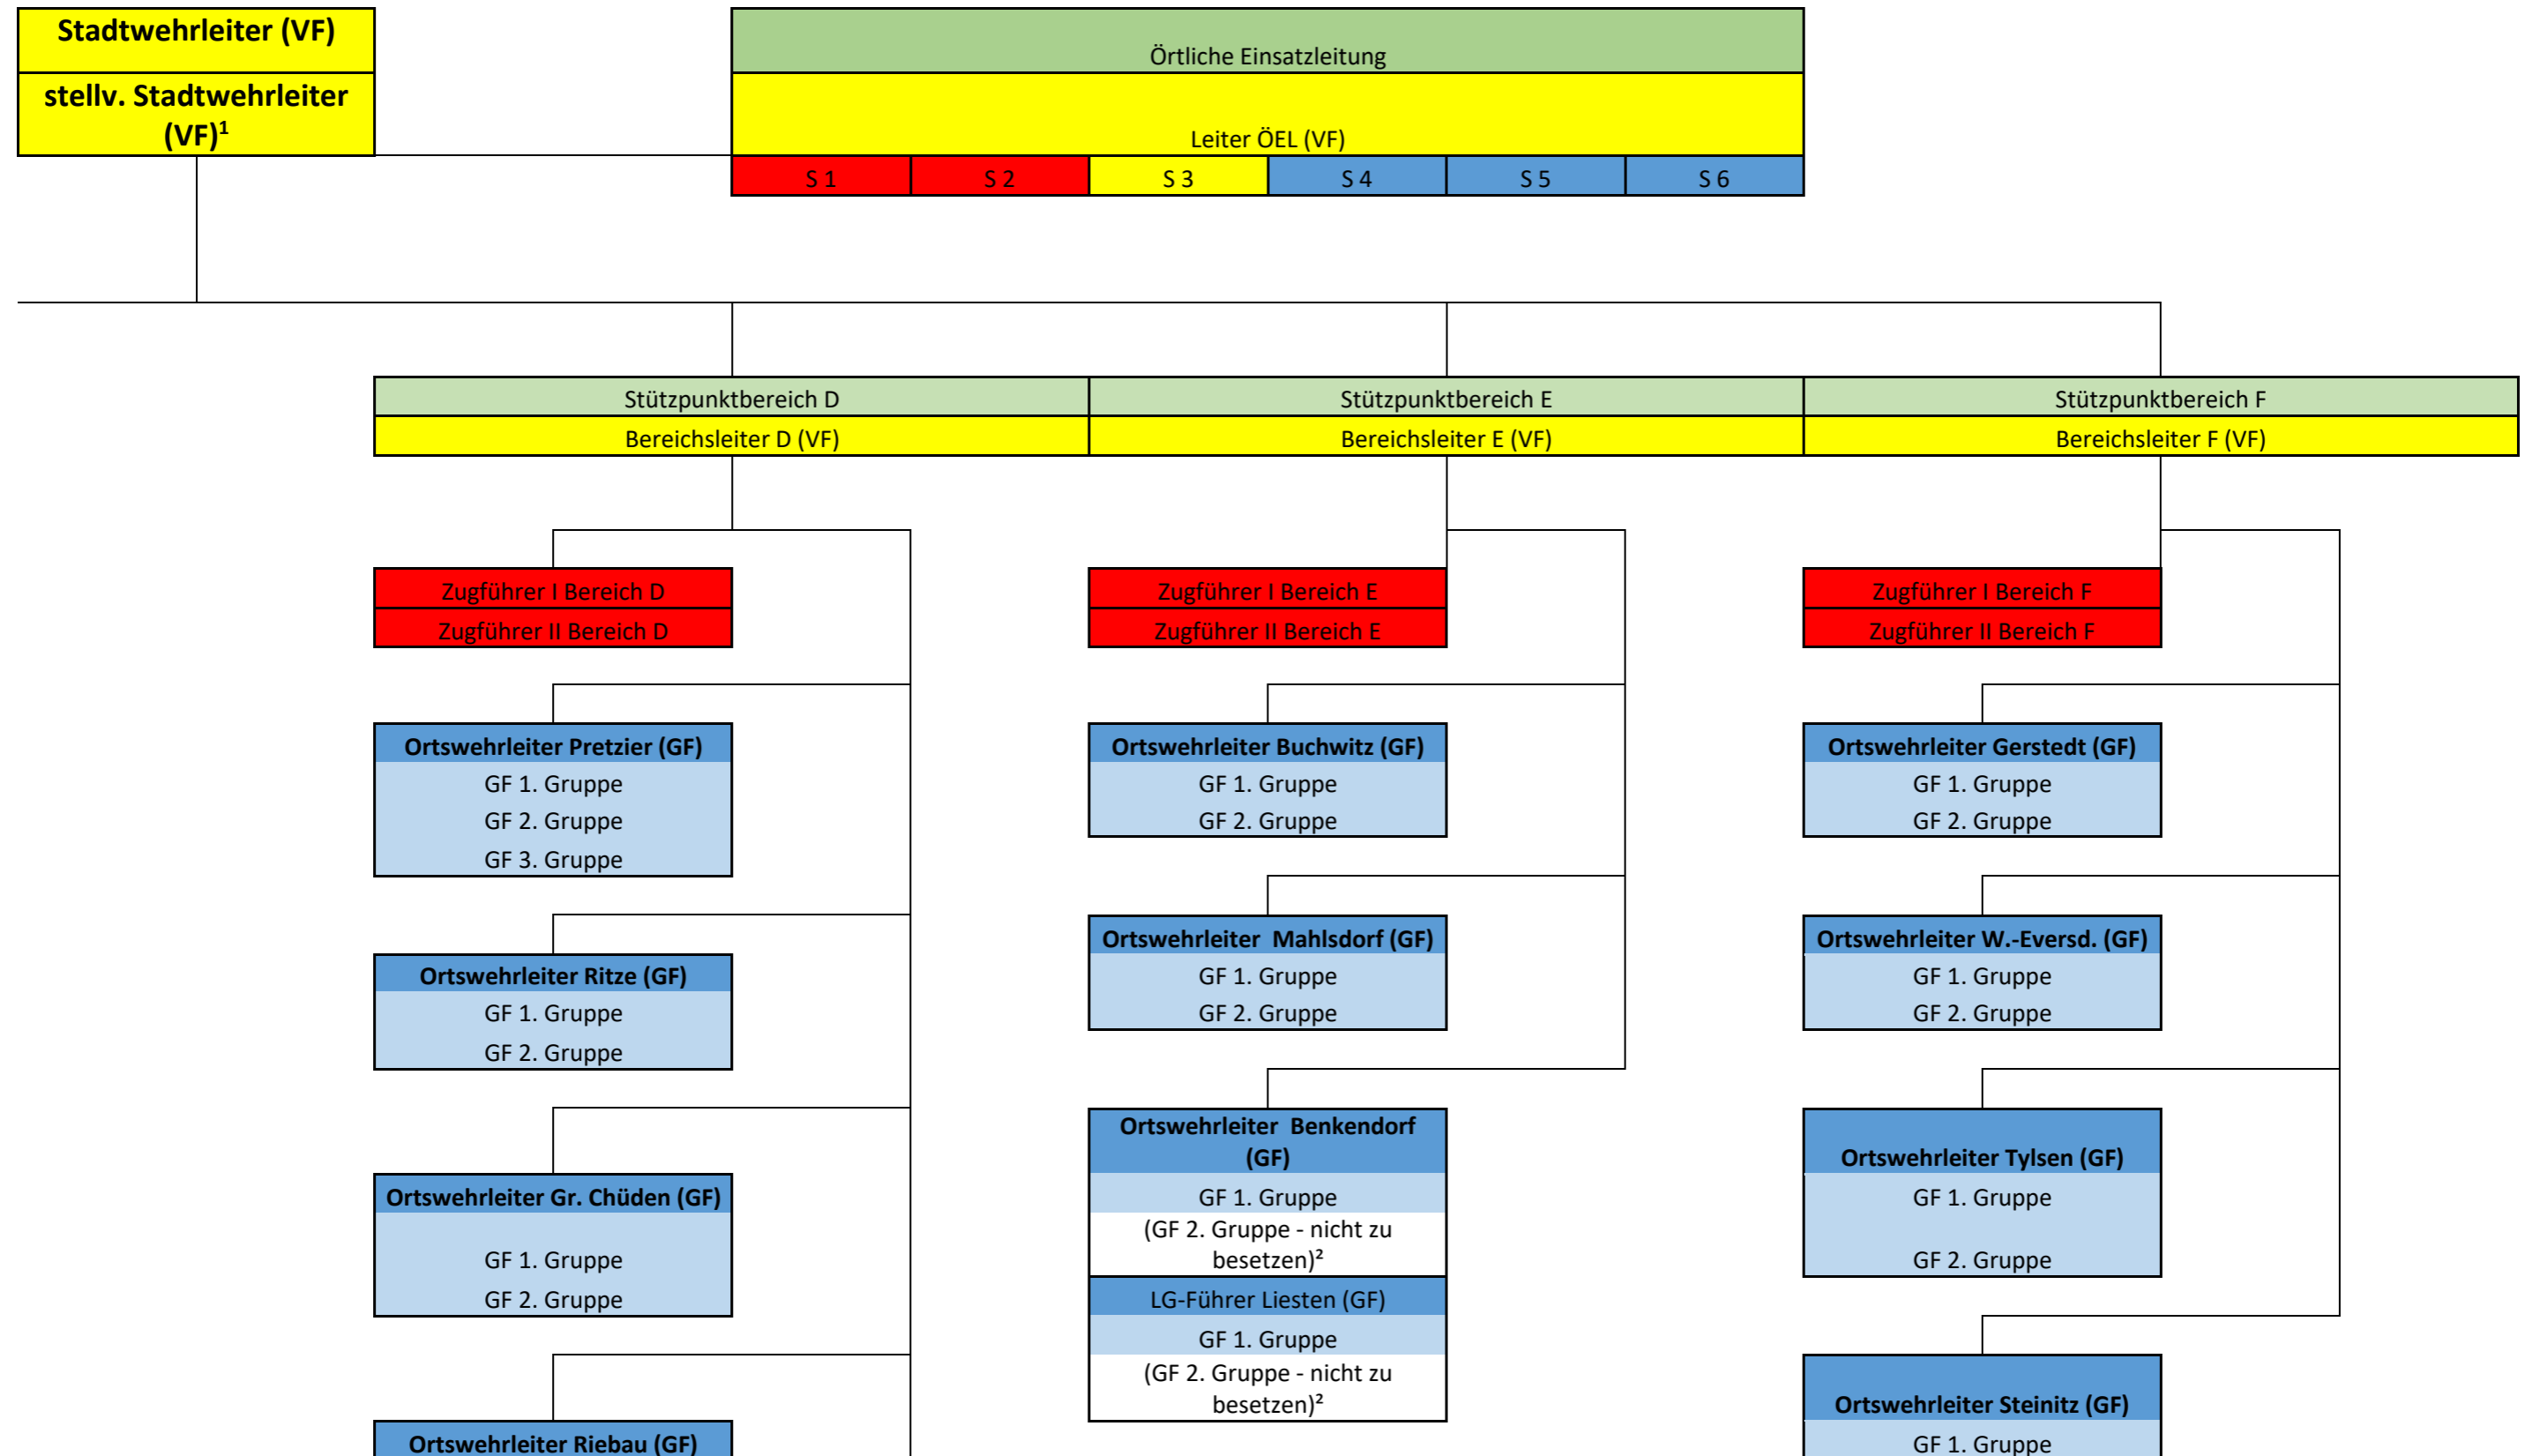 Stadtwehrleiter (VF)
stellv. Stadtwehrleiter
(VF)¹
Örtliche Einsatzleitung
Leiter ÖEL (VF)
S 1 S 2 S 3 S 4 S 5 S 6
Stützpunktbereich D
Bereichsleiter D (VF)
Stützpunktbereich E
Bereichsleiter E (VF)
Stützpunktbereich F
Bereichsleiter F (VF)
Zugführer I Bereich D
Zugführer II Bereich D
Ortswehrleiter Pretzier (GF)
GF 1. Gruppe
GF 2. Gruppe
GF 3. Gruppe
Ortswehrleiter Ritze (GF)
GF 1. Gruppe
GF 2. Gruppe
Ortswehrleiter Gr. Chüden (GF)
GF 1. Gruppe
GF 2. Gruppe
Ortswehrleiter Riebau (GF)
Zugführer I Bereich E
Zugführer II Bereich E
Ortswehrleiter Buchwitz (GF)
GF 1. Gruppe
GF 2. Gruppe
Ortswehrleiter Mahlsdorf (GF)
GF 1. Gruppe
GF 2. Gruppe
Ortswehrleiter Benkendorf
(GF)
GF 1. Gruppe
(GF 2. Gruppe - nicht zu
besetzen)²
LG-Führer Liesten (GF)
GF 1. Gruppe
(GF 2. Gruppe - nicht zu
besetzen)²
Zugführer I Bereich F
Zugführer II Bereich F
Ortswehrleiter Gerstedt (GF)
GF 1. Gruppe
GF 2. Gruppe
Ortswehrleiter W.-Eversd. (GF)
GF 1. Gruppe
GF 2. Gruppe
Ortswehrleiter Tylsen (GF)
GF 1. Gruppe
GF 2. Gruppe
Ortswehrleiter Steinitz (GF)
GF 1. Gruppe